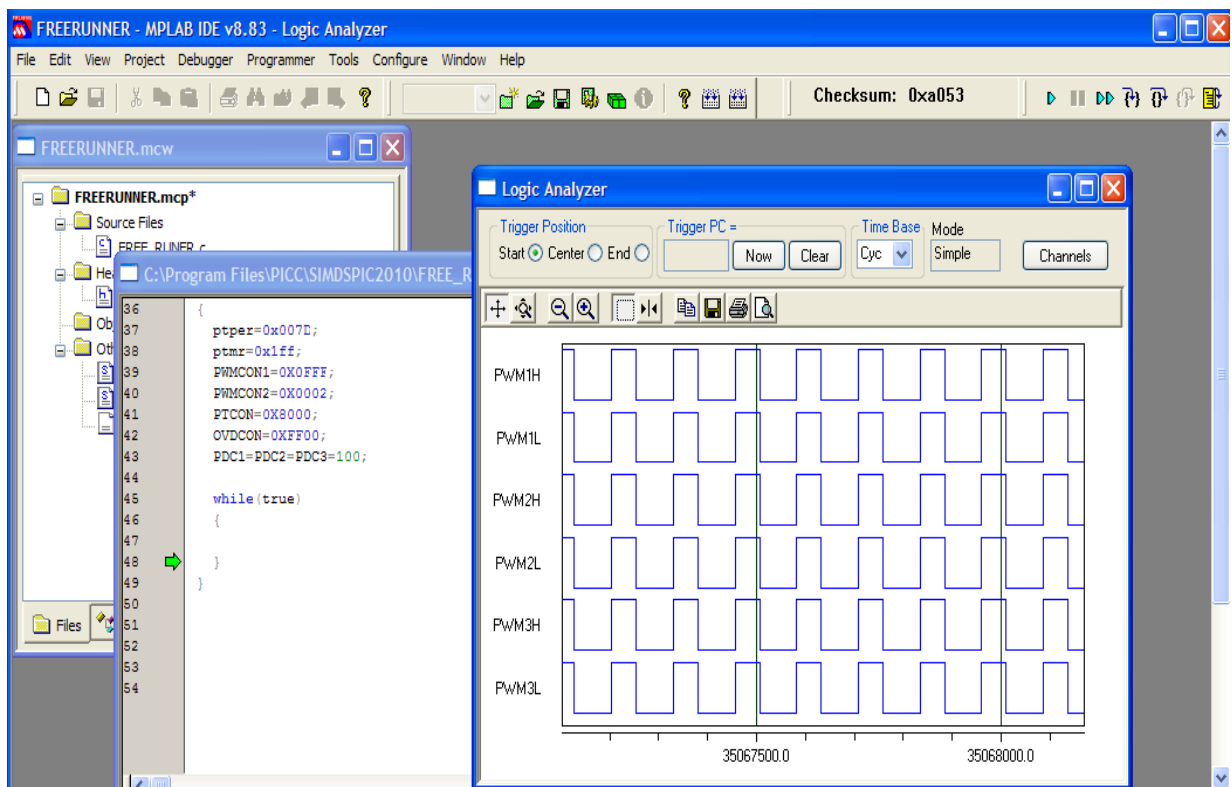 FREERUNNER - MPLAB IDE v8.83 - Logic Analyzer
File Edit View Project Debugger Programmer Tools Configure Window Help
Checksum: 0xa053
FREERUNNER.mcw
FREERUNNER.mcp*
Source Files
FREE_RUNER.c
He
Ob
Ot
Files
C:\Program Files\PICC\SIMDSPIC2010\FREE_R
36 {
37 ptper=0x007D;
38 ptmr=0x1ff;
39 PWMCON1=0X0FFF;
40 PWMCON2=0X0002;
41 PTCON=0X8000;
42 OVDCON=0XFF00;
43 PDC1=PDC2=PDC3=100;
44
45 while(true)
46 {
47
48 }
49 }
50
51
52
53
54
Logic Analyzer
Trigger Position
Start Center End
Trigger PC =
Now Clear
Time Base
Cyc
Mode
Simple
Channels
PWM1H
PWM1L
PWM2H
PWM2L
PWM3H
PWM3L
35067500.0 35068000.0